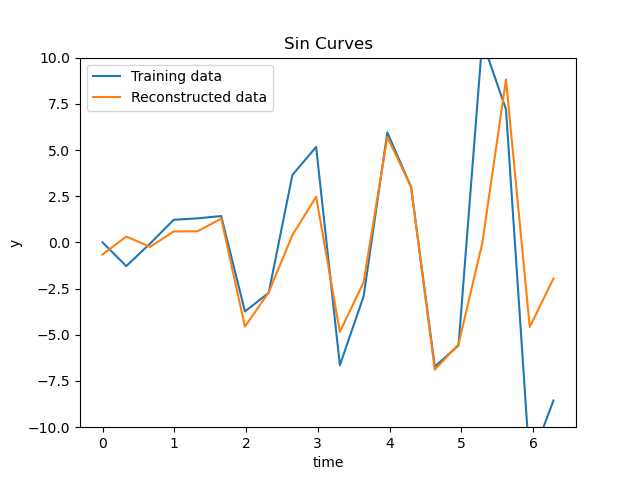 Sin Curves
Training data
Reconstructed data
10.0
7.5
5.0
2.5
0.0
−2.5
−5.0
−7.5
−10.0
y
0 1 2 3 4 5 6
time